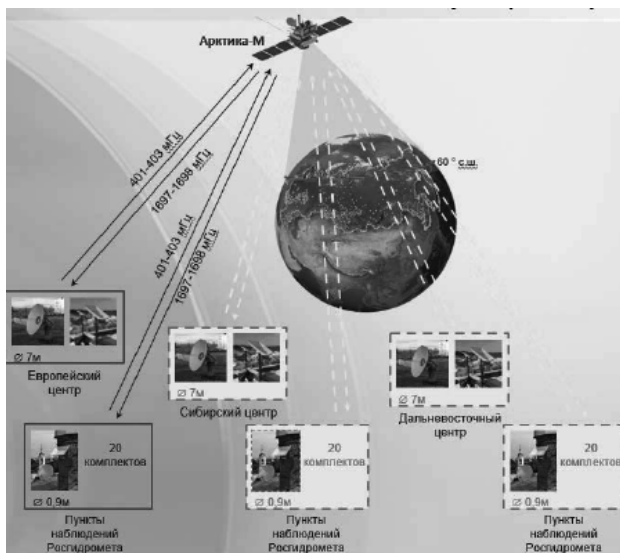 Арктика-М
60 ° с.ш.
401-403 мГц
1697-1698 мГц
401-403 мГц
1697-1698 мГц
⌀ 7м
Европейский
центр
⌀ 7м
Сибирский центр
⌀ 7м
Дальневосточный
центр
20
комплектов
⌀ 0,9м
Пункты
наблюдений
Росгидромета
20
комплектов
⌀ 0,9м
Пункты
наблюдений
Росгидромета
20
комплектов
⌀ 0,9м
Пункты
наблюдений
Росгидромета